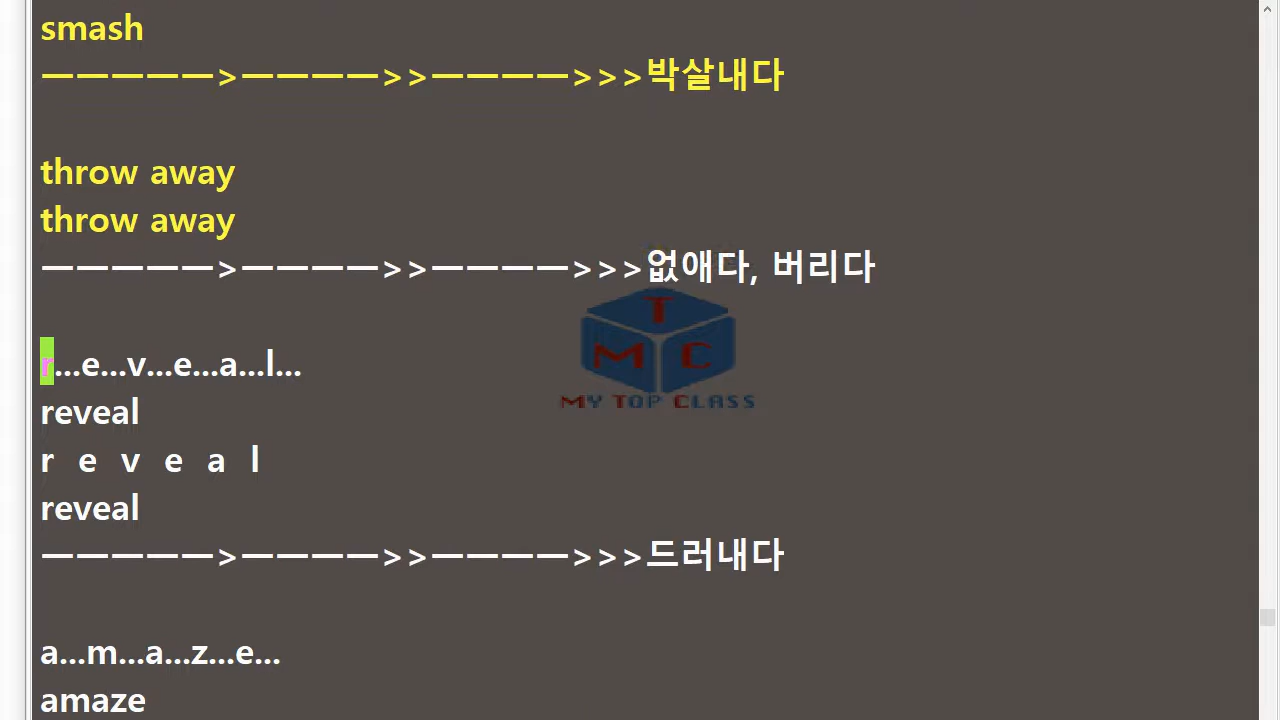 smash
—————>————>>————>>>박살내다
throw away
throw away
—————>————>>————>>>없애다, 버리다
r...e...v...e...a...l...
reveal
r e v e a l
reveal
—————>————>>————>>>드러내다
a...m...a...z...e...
amaze
T
M C
MY TOP CLASS